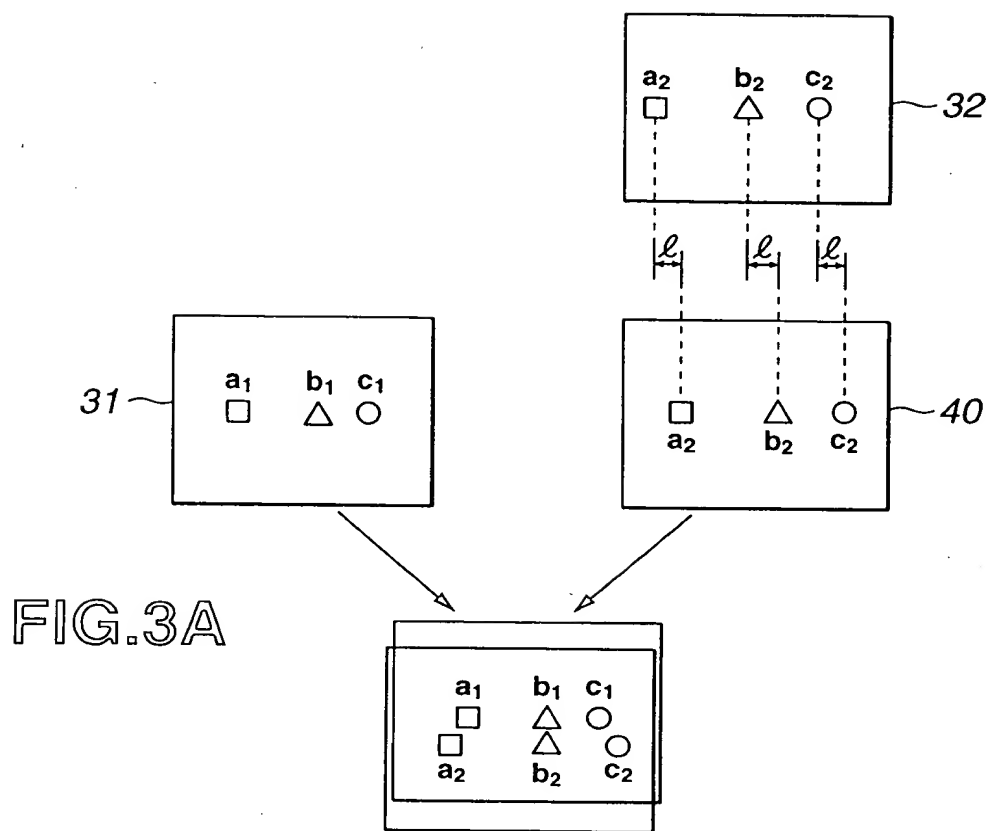 a₂ b₂ c₂
32
ℓ ℓ ℓ
31
a₁ b₁ c₁
40
a₂ b₂ c₂
FIG.3A
a₁ b₁ c₁
a₂ b₂ c₂